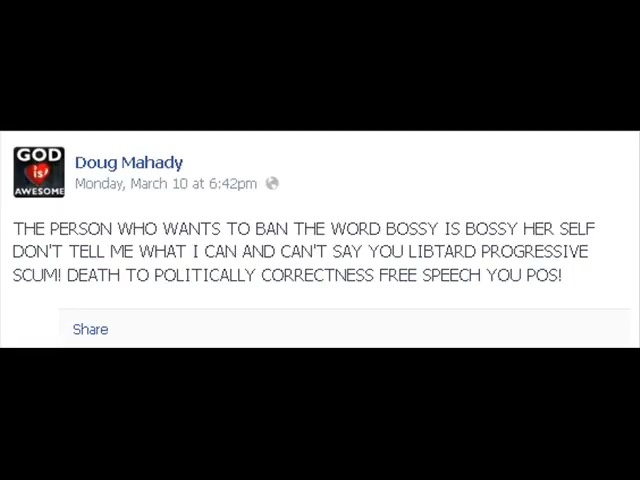 GOD
is!
AWESOME
Doug Mahady
Monday, March 10 at 6:42pm
THE PERSON WHO WANTS TO BAN THE WORD BOSSY IS BOSSY HER SELF
DON'T TELL ME WHAT I CAN AND CAN'T SAY YOU LIBTARD PROGRESSIVE
SCUM! DEATH TO POLITICALLY CORRECTNESS FREE SPEECH YOU POS!
Share